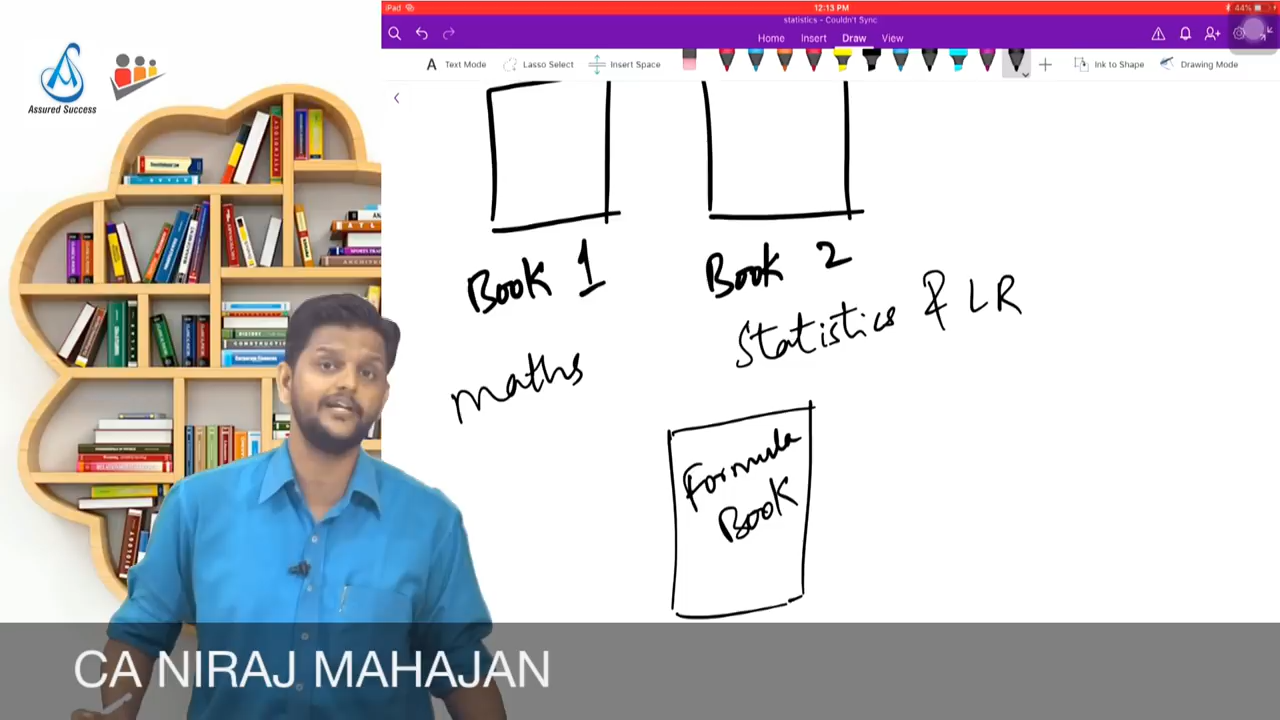 iPad
12:13 PM
44%
statistics - Couldn't Sync
Home
Insert
Draw
View
Text Mode
Lasso Select
Insert Space
Ink to Shape
Drawing Mode
Assured Success
Book 1
Book 2
Statistics & LR
Maths
Formula
Book
CA NIRAJ MAHAJAN